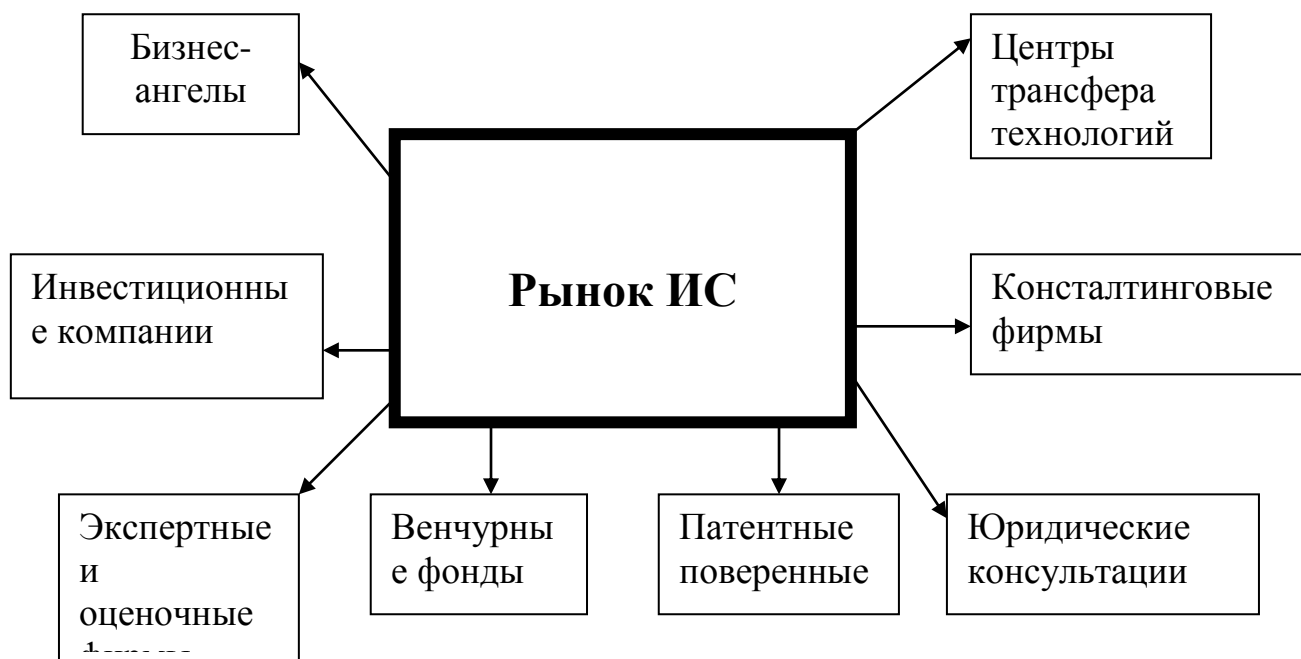 Бизнес-
ангелы
Центры
трансфера
технологий
Рынок ИС
Инвестиционны
е компании
Консталтинговые
фирмы
Экспертные
и
оценочные
Венчурны
е фонды
Патентные
поверенные
Юридические
консультации